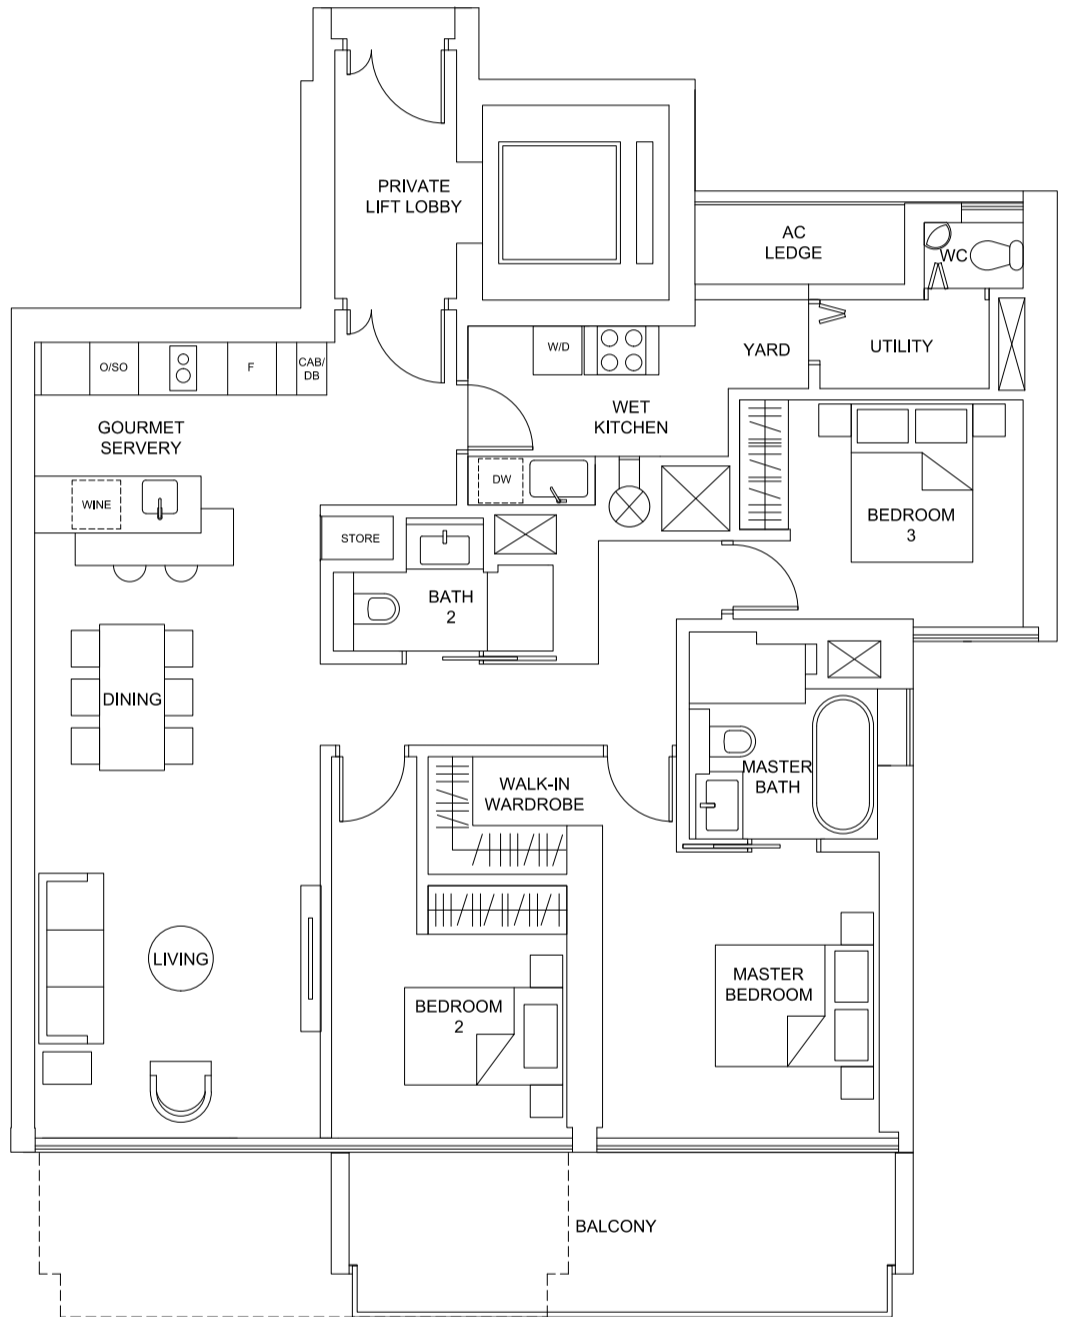 PRIVATE
LIFT LOBBY
AC
LEDGE
WC
O/SO
F
CAB/
DB
W/D
YARD
UTILITY
GOURMET
SERVERY
WET
KITCHEN
WINE
DW
BEDROOM
3
STORE
BATH
2
DINING
MASTER
BATH
WALK-IN
WARDROBE
LIVING
BEDROOM
2
MASTER
BEDROOM
BALCONY